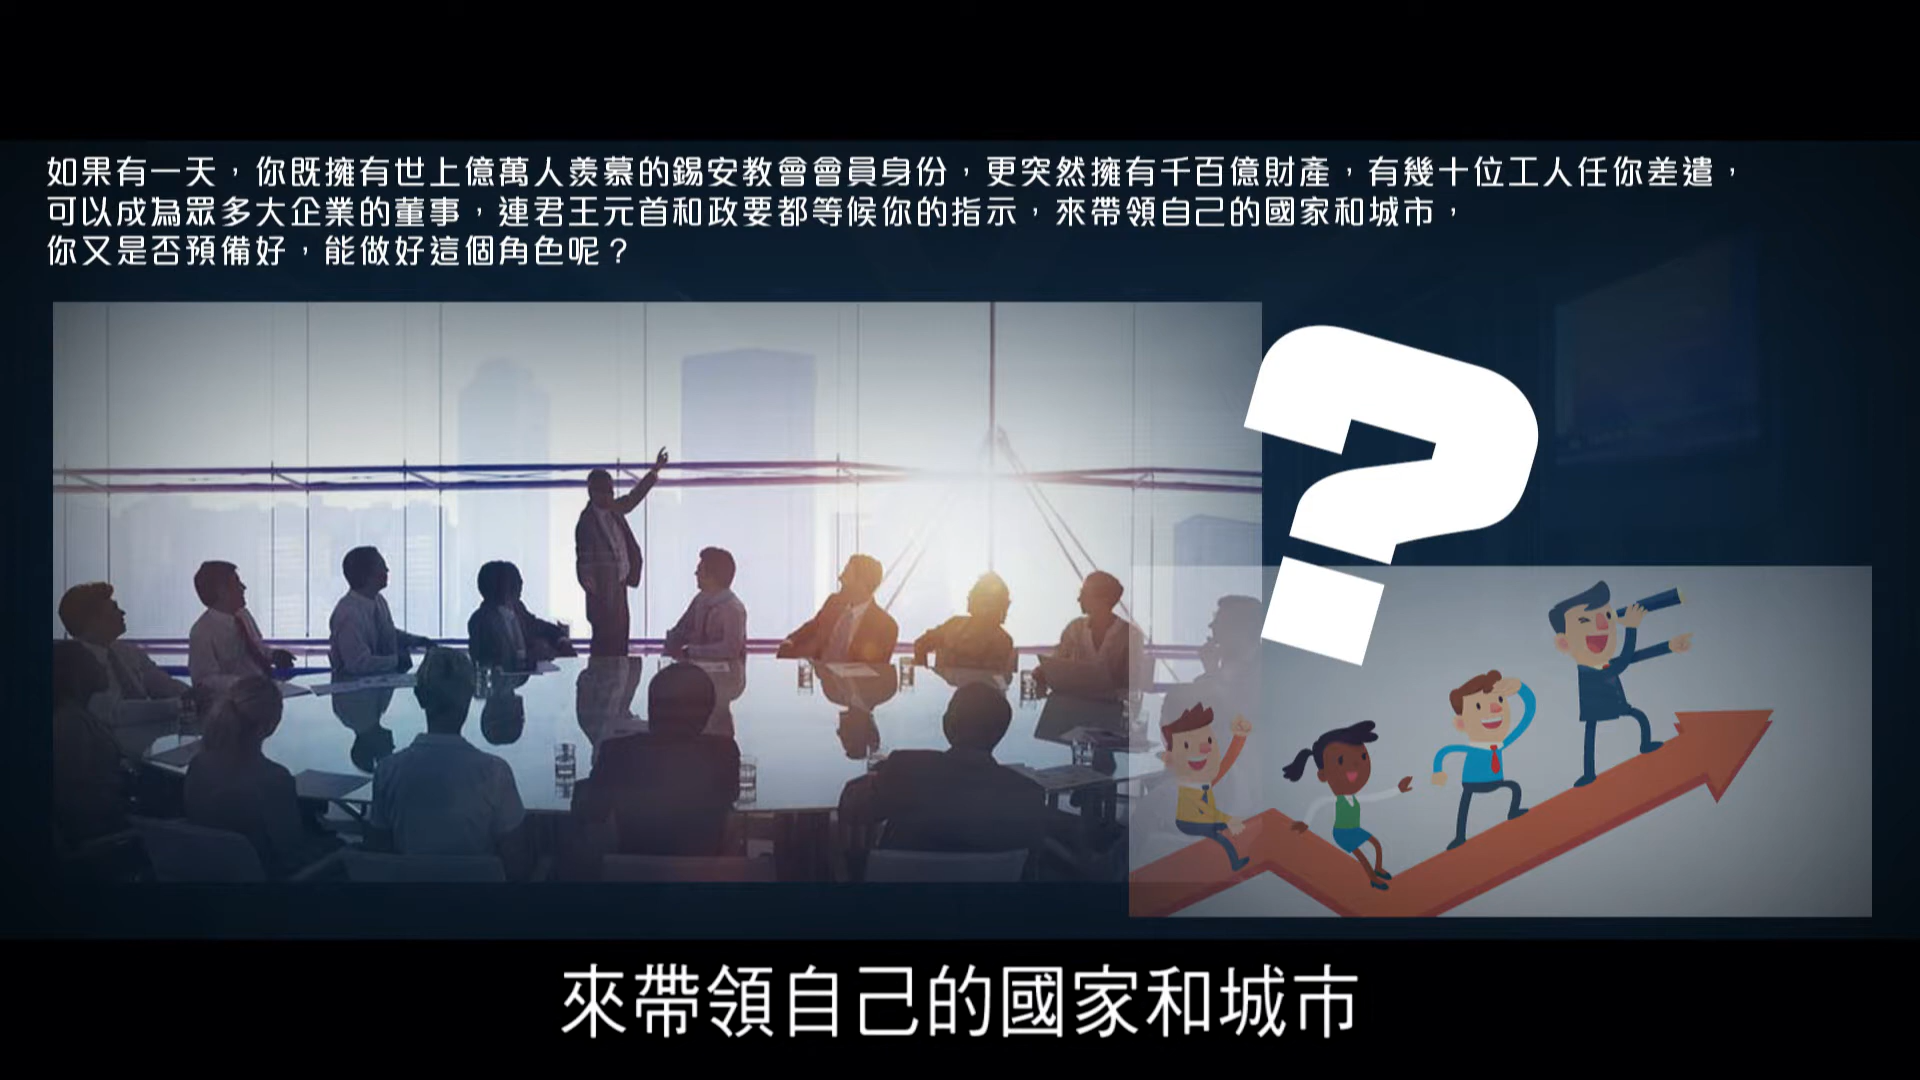 如果有一天，你既擁有世上億萬人羨慕的錫安教會會員身份，更突然擁有千百億財產，有幾十位工人任你差遣，
可以成為眾多大企業的董事，連君王元首和政要都等候你的指示，來帶領自己的國家和城市，
你又是否預備好，能做好這個角色呢？
?
來帶領自己的國家和城市